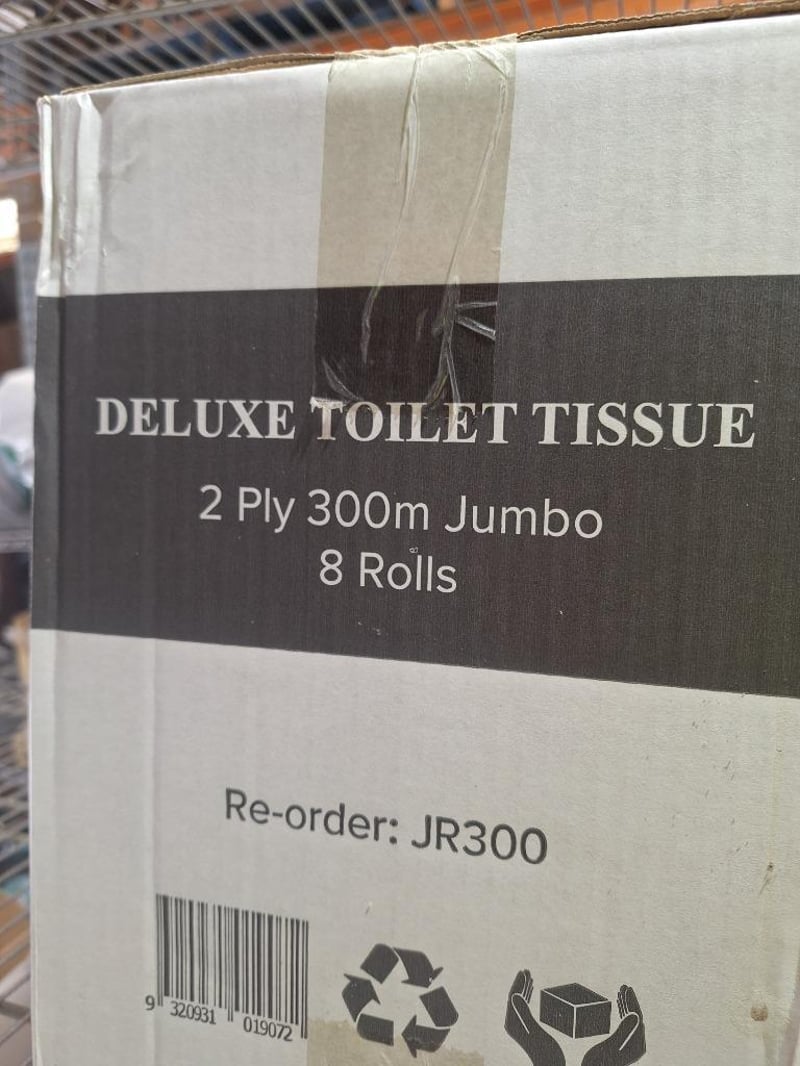 DELUXE TOILET TISSUE
2 Ply 300m Jumbo
8 Rolls
Re-order: JR300
9 320931 019072